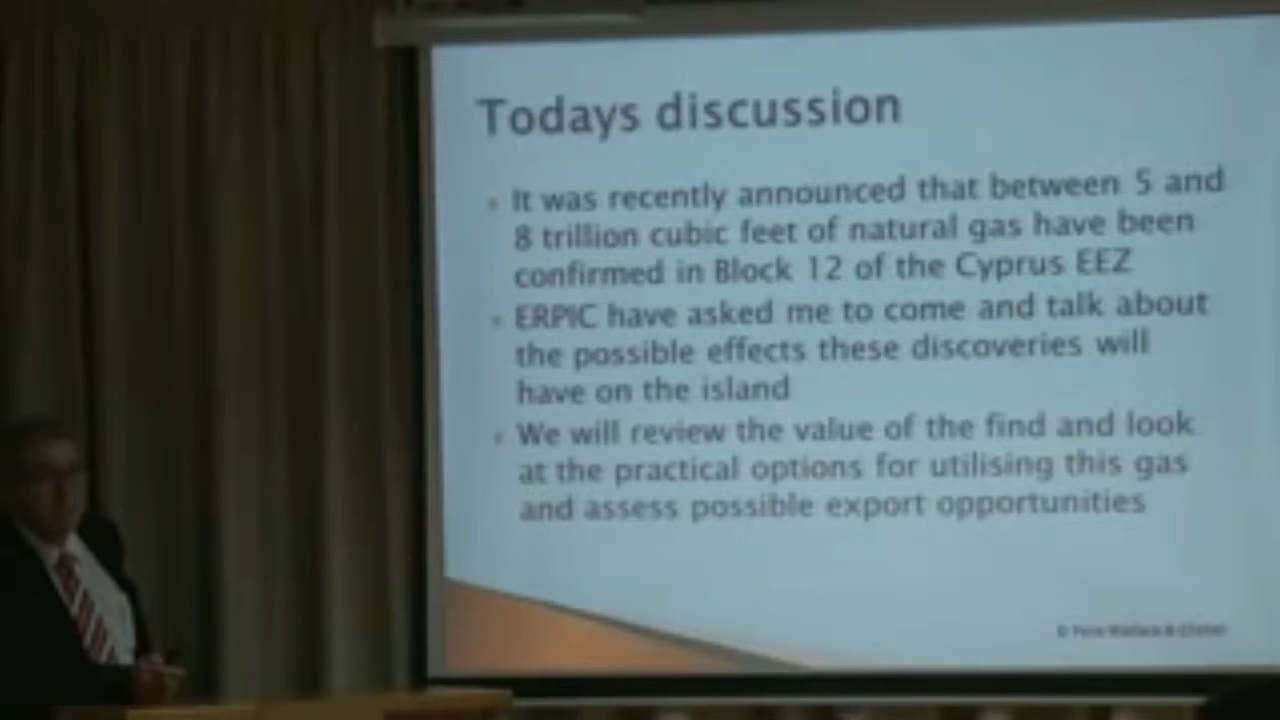 Todays discussion
It was recently announced that between 5 and
8 trillion cubic feet of natural gas have been
confirmed in Block 12 of the Cyprus EEZ
ERPIC have asked me to come and talk about
the possible effects these discoveries will
have on the island
We will review the value of the find and look
at the practical options for utilising this gas
and assess possible export opportunities
©